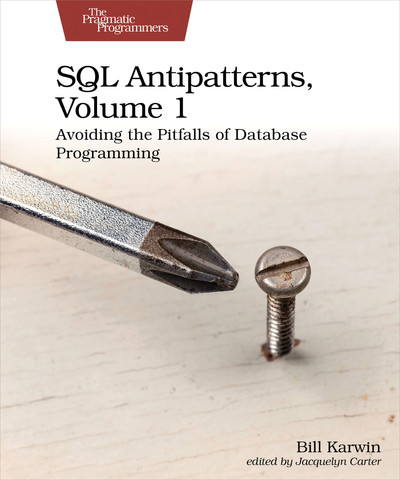 The
Pragmatic
Programmers
SQL Antipatterns,
Volume 1
Avoiding the Pitfalls of Database
Programming
Bill Karwin
edited by Jacquelyn Carter